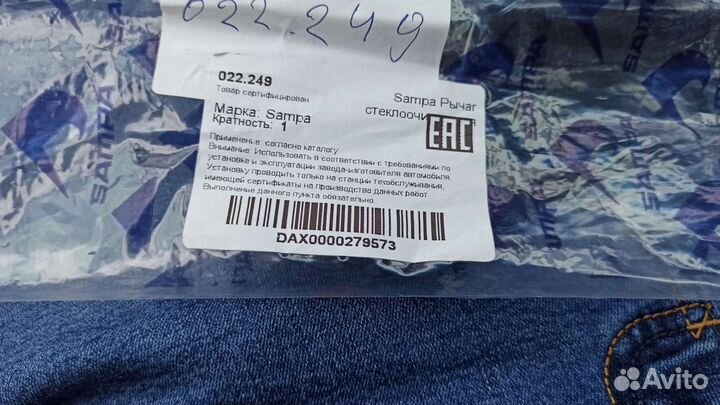 022.249
022.249
Товар сертифицирован
Sampa Рычаг
стеклоочи
Марка: Sampa
Кратность: 1
EAC
Применение: согласно каталогу
Внимание. Использовать в соответствии с требованиями по
установке и эксплуатации завода-изготовителя автомобиля.
Установку проводить только на станции техобслуживания,
имеющей сертификаты на производство данных работ
Выполнение данного пункта обязательно
DAX0000279573
SAMPA
SAMPA
SAMPA
Avito